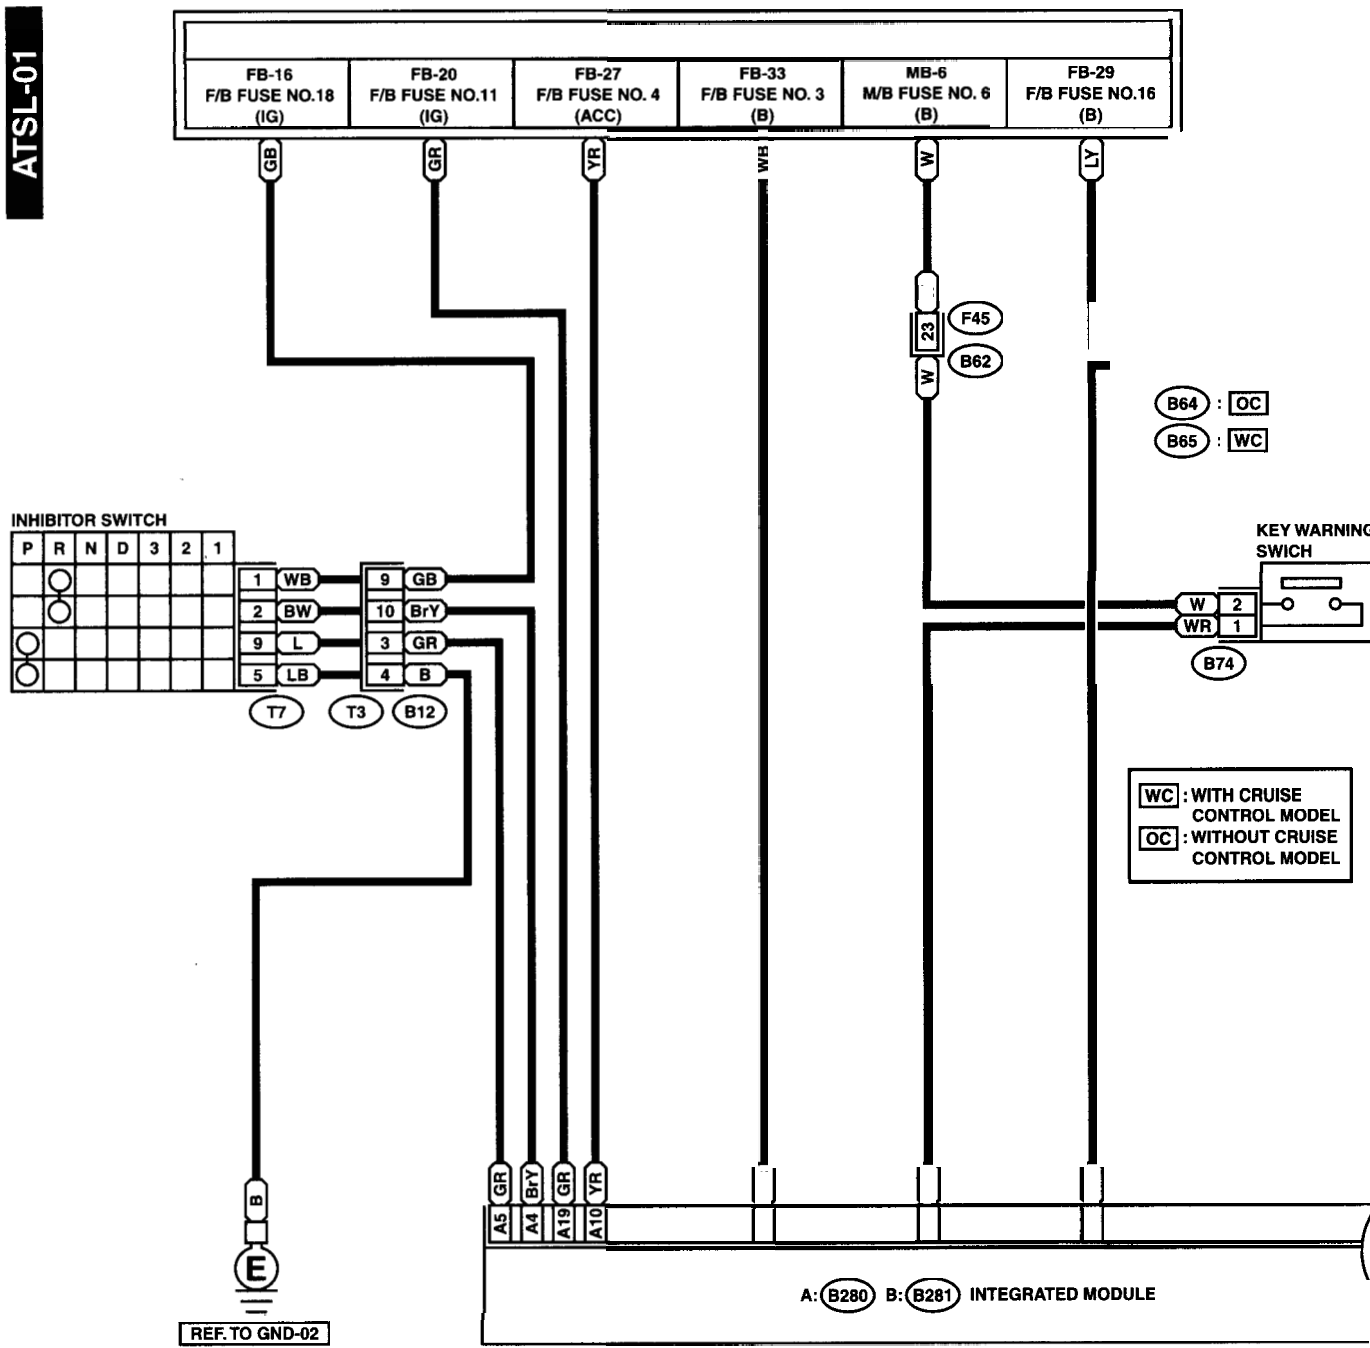 ATSL-01
FB-16
F/B FUSE NO.18
(IG)
FB-20
F/B FUSE NO.11
(IG)
FB-27
F/B FUSE NO. 4
(ACC)
FB-33
F/B FUSE NO. 3
(B)
MB-6
M/B FUSE NO. 6
(B)
FB-29
F/B FUSE NO.16
(B)
GB
GR
YR
WB
W
LY
23
F45
W
B62
B64 : OC
B65 : WC
INHIBITOR SWITCH
P R N D 3 2 1
1 WB 9 GB
2 BW 10 BrY
9 L 3 GR
5 LB 4 B
T7 T3 B12
KEY WARNING
SWICH
W 2
WR 1
B74
WC : WITH CRUISE
CONTROL MODEL
OC : WITHOUT CRUISE
CONTROL MODEL
B
E
REF. TO GND-02
GR BrY GR YR
A5 A4 A19 A10
A: B280 B: B281 INTEGRATED MODULE